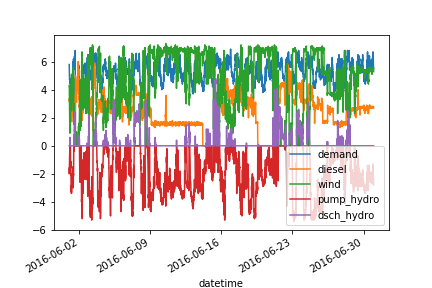 6
4
2
0
−2
−4
−6
demand
diesel
wind
pump_hydro
dsch_hydro
2016-06-02
2016-06-09
2016-06-16
2016-06-23
2016-06-30
datetime